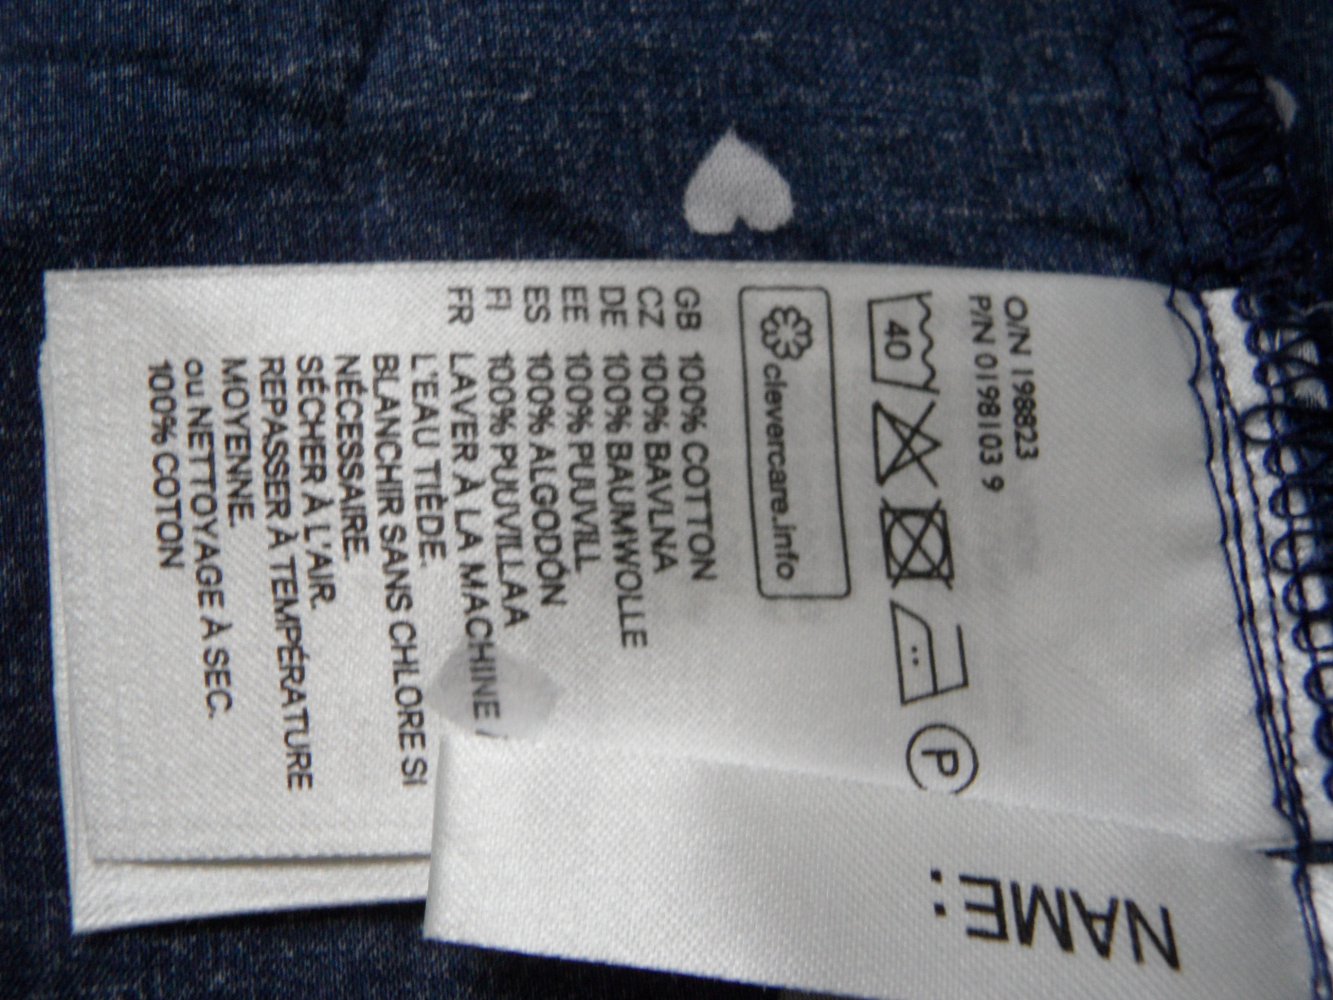 O/N 198823
P/N 0198103 9
40
P
clevercare.info
GB 100% COTTON
CZ 100% BAVLNA
DE 100% BAUMWOLLE
EE 100% PUUVILL
ES 100% ALGODÓN
FI 100% PUUVILLAA
FR LAVER À LA MACHINE
L'EAU TIÈDE.
BLANCHIR SANS CHLORE SI
NÉCESSAIRE.
SÉCHER À L'AIR.
REPASSER À TEMPÉRATURE
MOYENNE.
ou NETTOYAGE À SEC.
100% COTON
NAME: